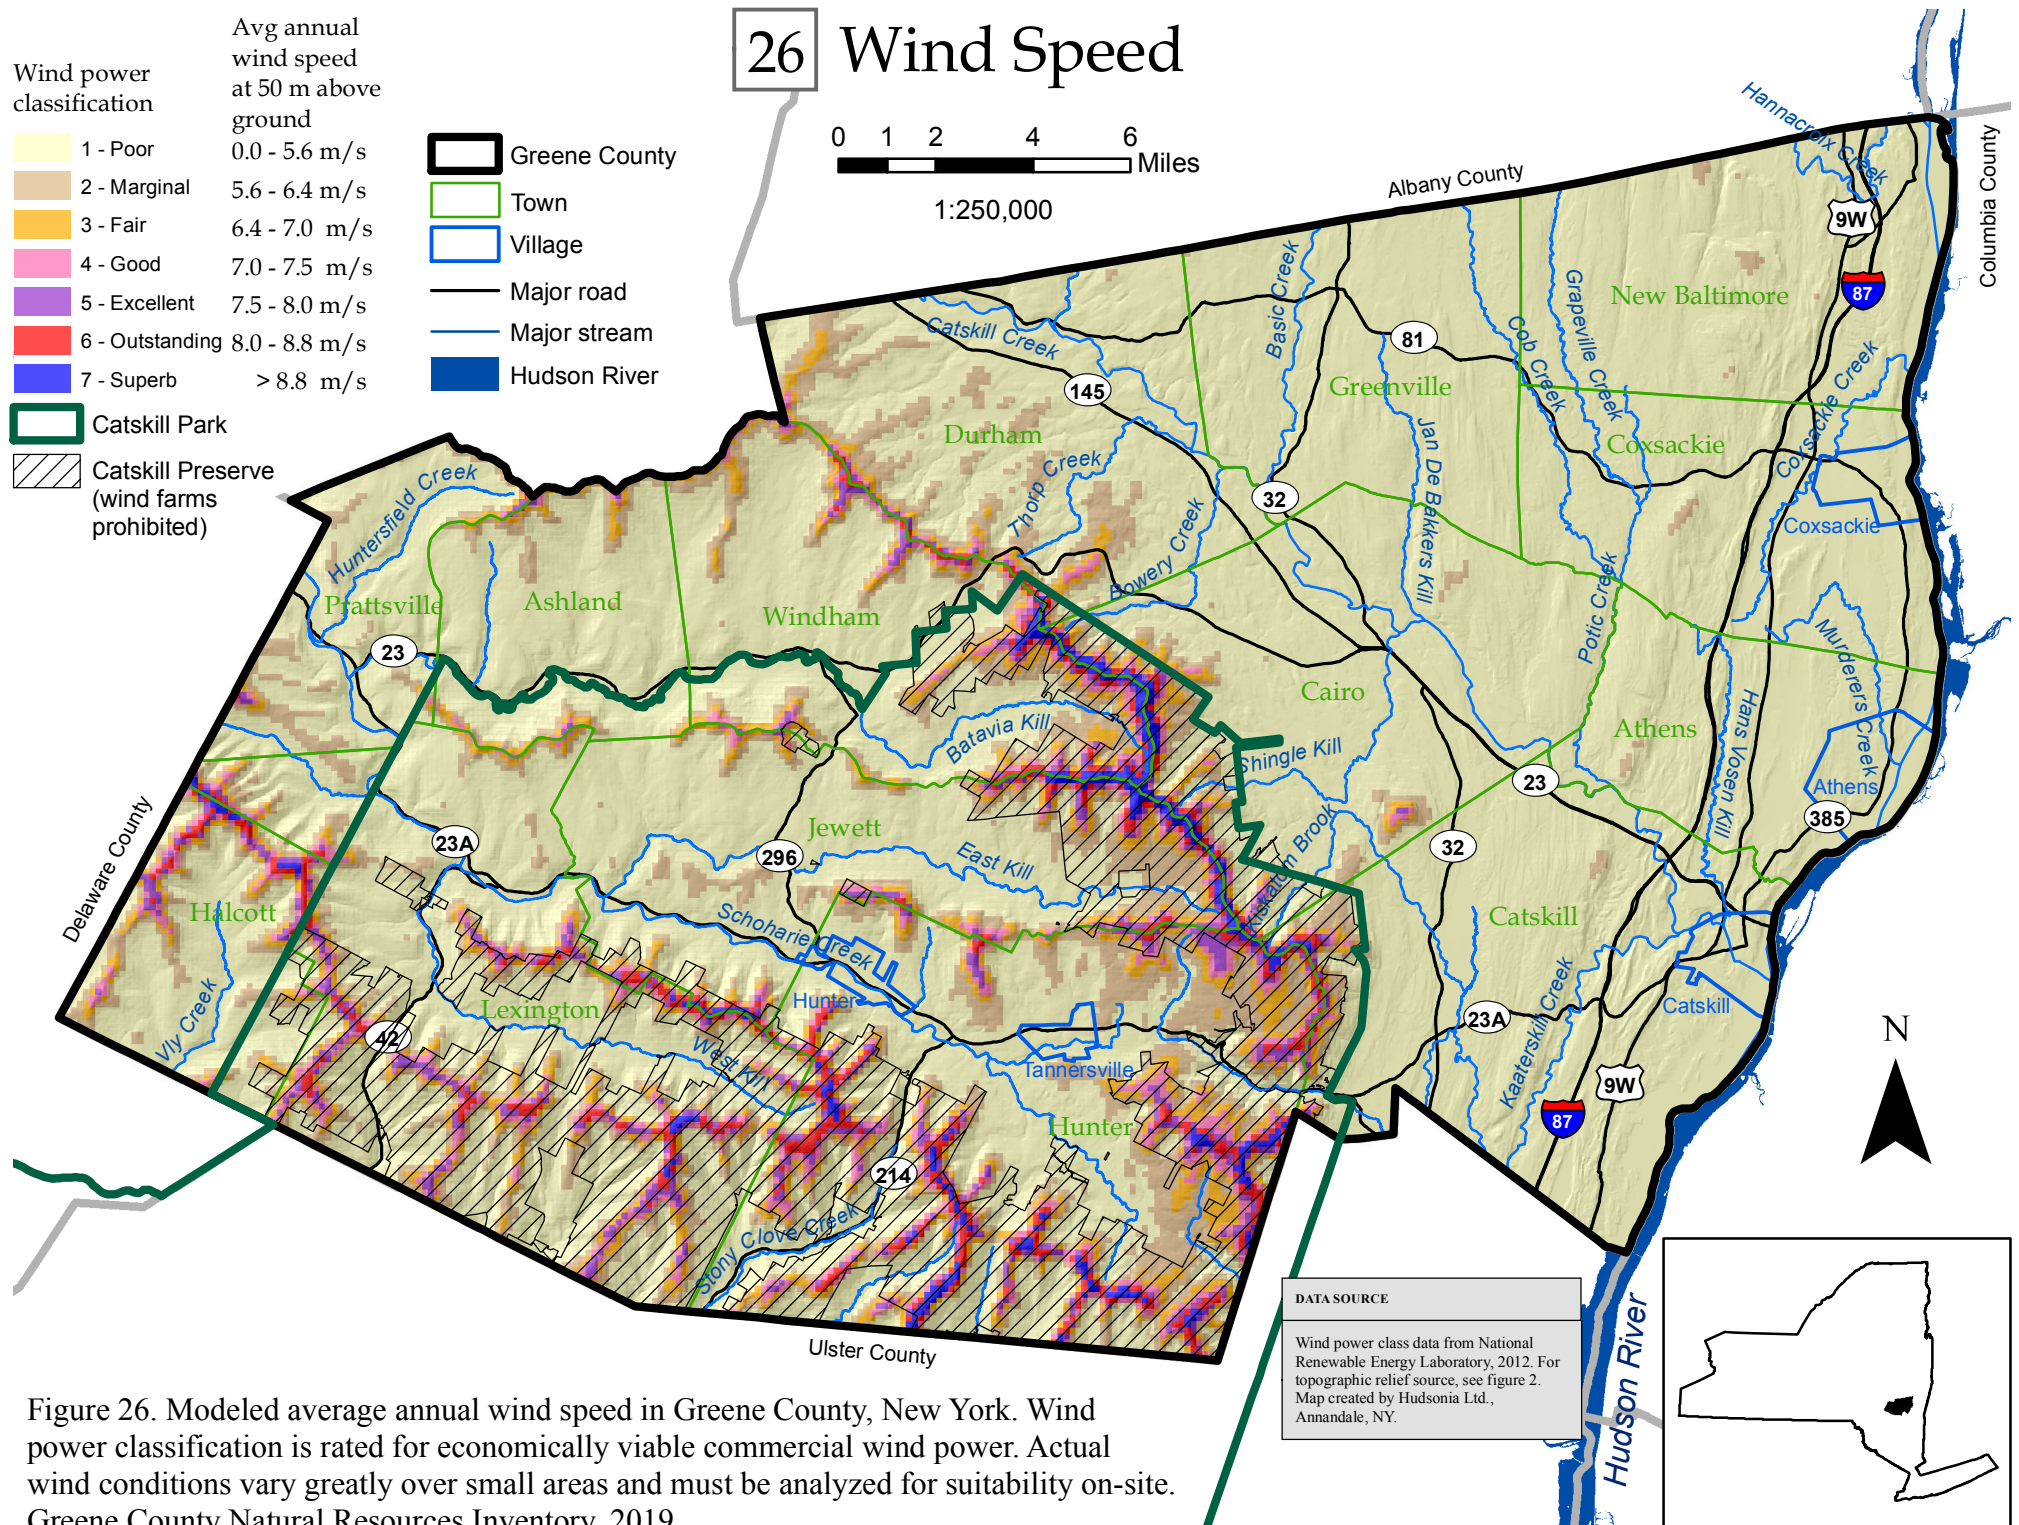 26 Wind Speed
Wind power
classification
Avg annual
wind speed
at 50 m above
ground
1 - Poor 0.0 - 5.6 m/s
2 - Marginal 5.6 - 6.4 m/s
3 - Fair 6.4 - 7.0 m/s
4 - Good 7.0 - 7.5 m/s
5 - Excellent 7.5 - 8.0 m/s
6 - Outstanding 8.0 - 8.8 m/s
7 - Superb > 8.8 m/s
Catskill Park
Catskill Preserve
(wind farms
prohibited)
Greene County
Town
Village
Major road
Major stream
Hudson River
0 1 2 4 6 Miles
1:250,000
Albany County
Columbia County
Delaware County
Ulster County
Hannacroix Creek
9W
87
New Baltimore
Grapeville Creek
Cob Creek
Basic Creek
81
Greenville
Catskill Creek
145
Durham
Coxsackie
Coxsackie Creek
Jan De Bakkers Kill
Thorp Creek
32
Coxsackie
Huntersfield Creek
Bowery Creek
Prattsville
Ashland
Windham
Potic Creek
Murderers Creek
23
Cairo
Athens
Hans Vosen Kill
Batavia Kill
Shingle Kill
23
Athens
385
Jewett
23A
296
East Kill
Kiskatom Brook
32
Halcott
Schoharie Creek
Catskill
Vly Creek
Lexington
Hunter
Kaaterskill Creek
Catskill
42
West Kill
23A
Tannersville
9W
87
Hunter
214
Stony Clove Creek
N
Hudson River
DATA SOURCE
Wind power class data from National
Renewable Energy Laboratory, 2012. For
topographic relief source, see figure 2.
Map created by Hudsonia Ltd.,
Annandale, NY.
Figure 26. Modeled average annual wind speed in Greene County, New York. Wind
power classification is rated for economically viable commercial wind power. Actual
wind conditions vary greatly over small areas and must be analyzed for suitability on-site.
Greene County Natural Resources Inventory, 2019